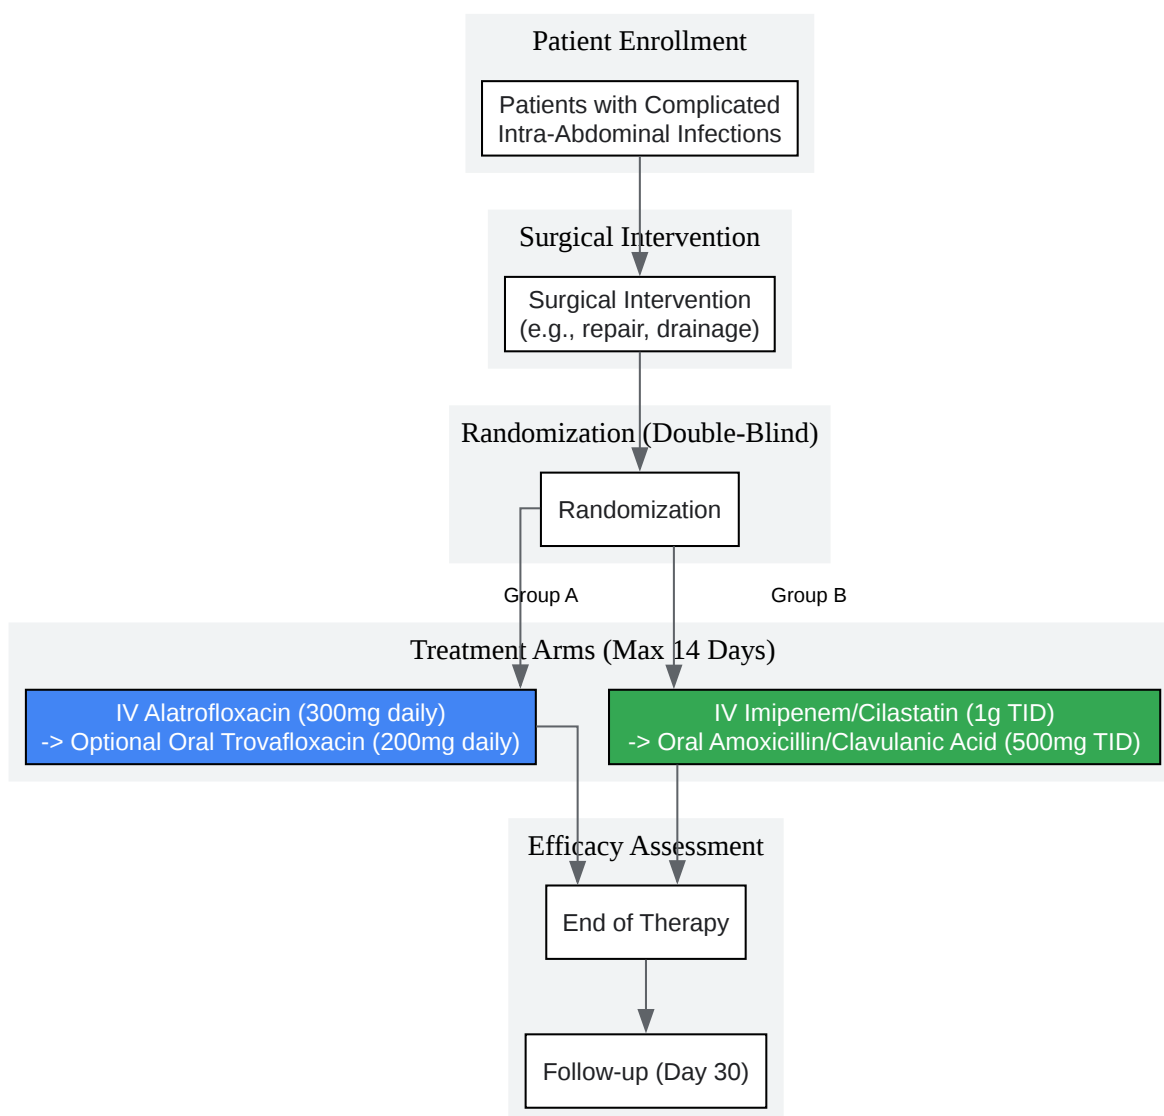 Patient Enrollment
Patients with Complicated
Intra-Abdominal Infections
Surgical Intervention
Surgical Intervention
(e.g., repair, drainage)
Randomization (Double-Blind)
Randomization
Group A
Group B
Treatment Arms (Max 14 Days)
IV Alatrofloxacin (300mg daily)
-> Optional Oral Trovafloxacin (200mg daily)
IV Imipenem/Cilastatin (1g TID)
-> Oral Amoxicillin/Clavulanic Acid (500mg TID)
Efficacy Assessment
End of Therapy
Follow-up (Day 30)